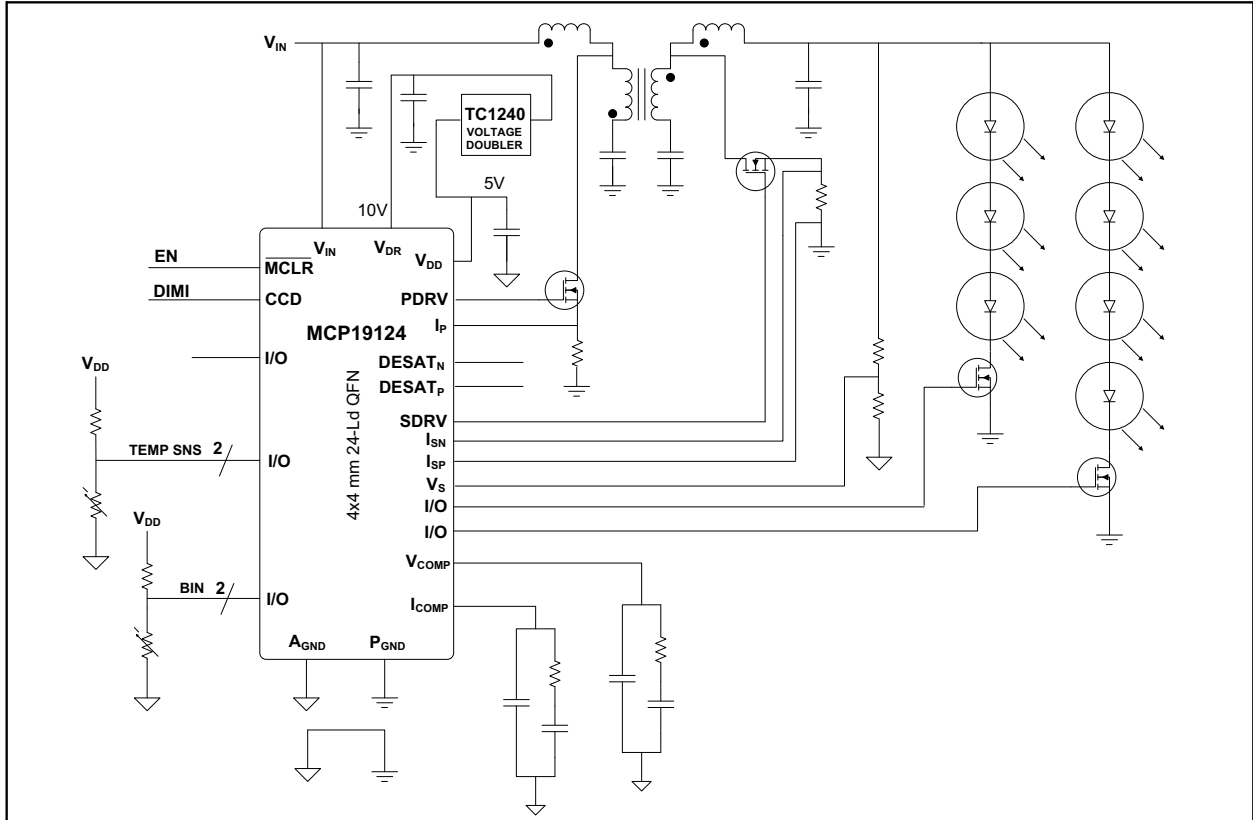 VIN
TC1240
VOLTAGE
DOUBLER
5V
10V
VIN
VDR
VDD
EN
MCLR
DIMI
CCD
PDRV
MCP19124
IP
I/O
DESATN
VDD
DESATP
4x4 mm 24-Ld QFN
SDRV
ISN
TEMP SNS 2
I/O
ISP
VS
I/O
VDD
I/O
VCOMP
BIN 2
I/O
ICOMP
AGND
PGND